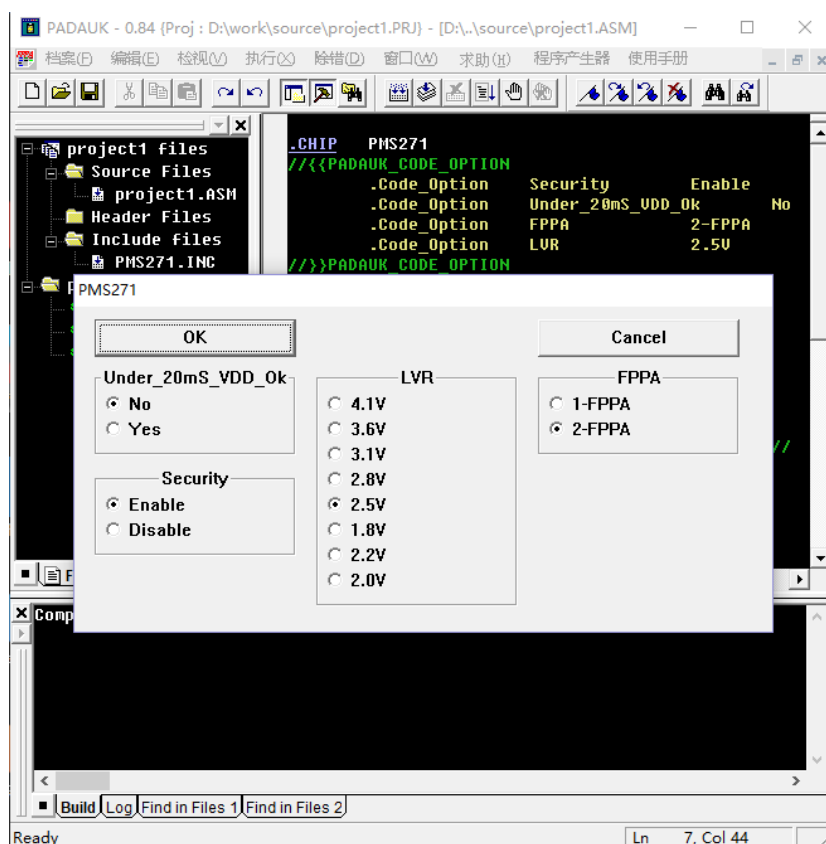 PADAUK - 0.84 {Proj : D:\work\source\project1.PRJ} - [D:\..\source\project1.ASM]
档案(F) 编辑(E) 检视(V) 执行(X) 除错(D) 窗口(W) 求助(H) 程序产生器 使用手册
project1 files
Source Files
project1.ASM
Header Files
Include files
PMS271.INC
.CHIP PMS271
//{{PADAUK_CODE_OPTION
.Code_Option Security Enable
.Code_Option Under_20mS_VDD_Ok No
.Code_Option FPPA 2-FPPA
.Code_Option LVR 2.5V
//}}PADAUK_CODE_OPTION
//
PMS271
OK
Cancel
Under_20mS_VDD_Ok
No
Yes
Security
Enable
Disable
LVR
4.1V
3.6V
3.1V
2.8V
2.5V
1.8V
2.2V
2.0V
FPPA
1-FPPA
2-FPPA
F
Comp
Build Log Find in Files 1 Find in Files 2
Ready Ln 7, Col 44